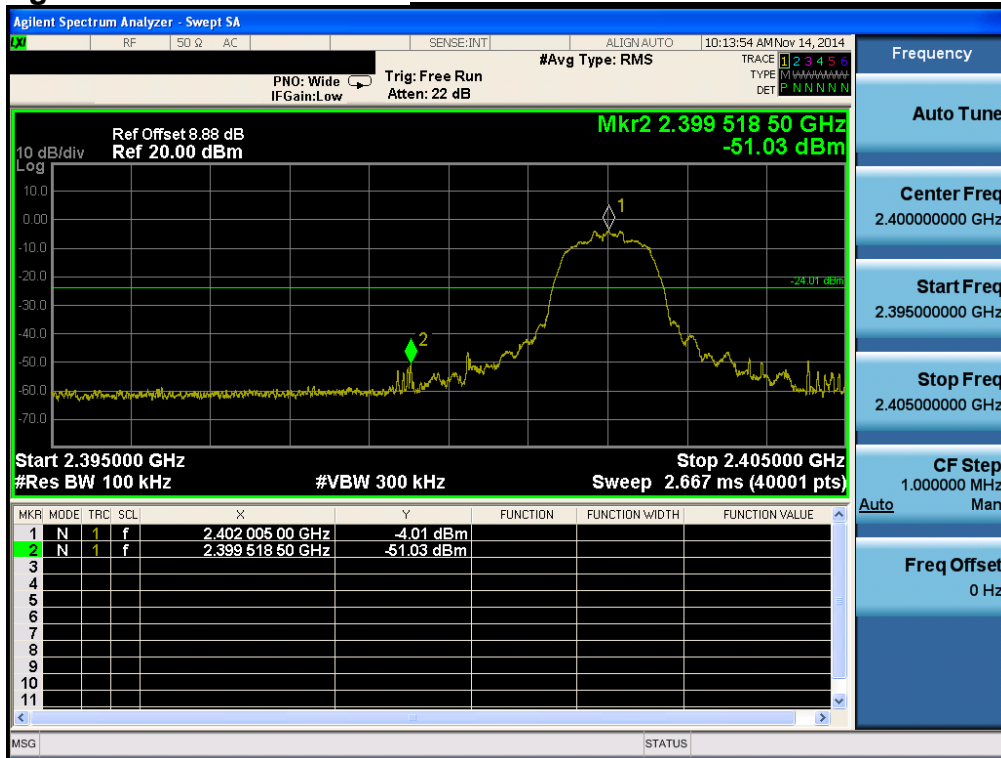 Agilent Spectrum Analyzer - Swept SA
LXI RF 50 Ω AC SENSE:INT ALIGN AUTO 10:13:54 AM Nov 14, 2014
PNO: Wide
IFGain:Low
Trig: Free Run
Atten: 22 dB
#Avg Type: RMS
TRACE 1 2 3 4 5 6
TYPE M
DET P N N N N N
Mkr2 2.399 518 50 GHz
-51.03 dBm
Ref Offset 8.88 dB
10 dB/div Ref 20.00 dBm
Log
10.0
0.00
-10.0
-20.0
-30.0
-40.0
-50.0
-60.0
-70.0
1
2
-24.01 dBm
Start 2.395000 GHz Stop 2.405000 GHz
#Res BW 100 kHz #VBW 300 kHz Sweep 2.667 ms (40001 pts)
MKR MODE TRC SCL X Y FUNCTION FUNCTION WIDTH FUNCTION VALUE
1 N 1 f 2.402 005 00 GHz -4.01 dBm
2 N 1 f 2.399 518 50 GHz -51.03 dBm
3
4
5
6
7
8
9
10
11
MSG STATUS
Frequency
Auto Tune
Center Freq
2.400000000 GHz
Start Freq
2.395000000 GHz
Stop Freq
2.405000000 GHz
CF Step
1.000000 MHz
Auto Man
Freq Offset
0 Hz